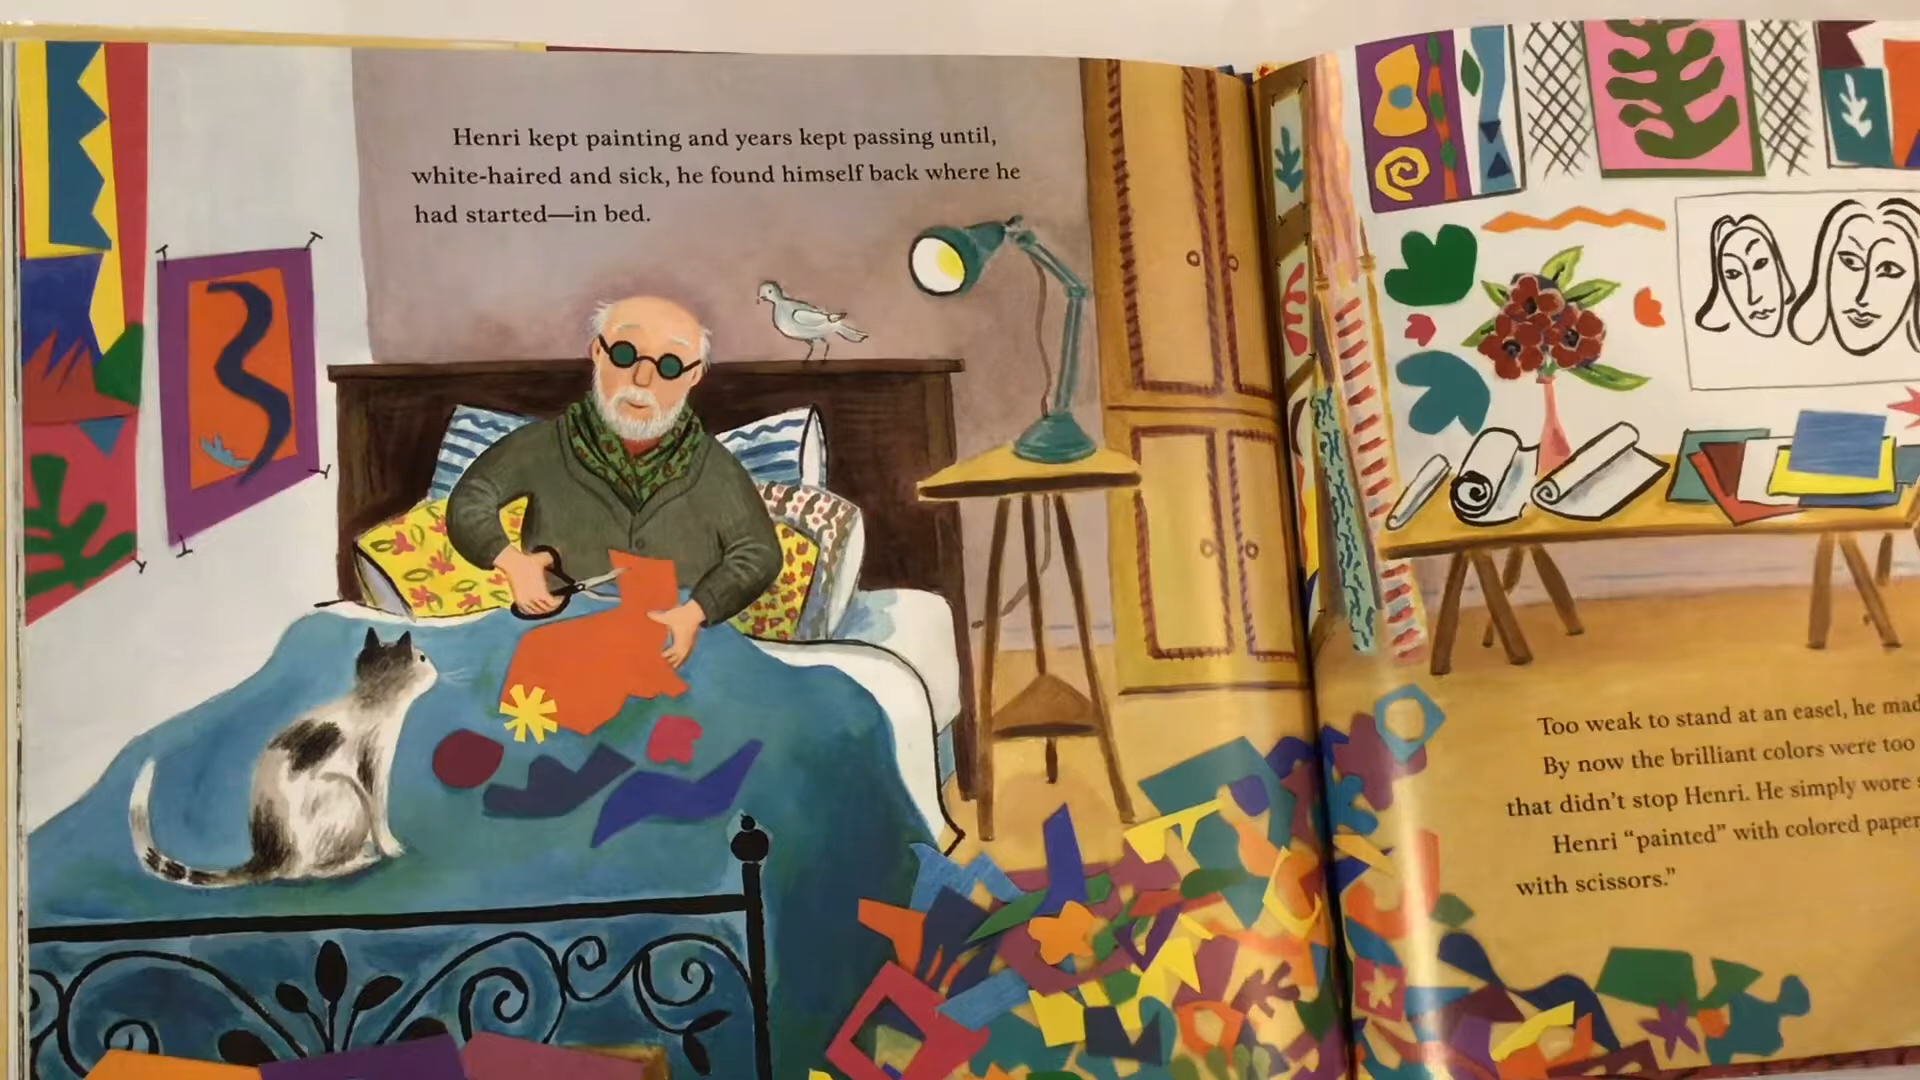 Henri kept painting and years kept passing until,
white-haired and sick, he found himself back where he
had started—in bed.
Too weak to stand at an easel, he mad
By now the brilliant colors were too
that didn't stop Henri. He simply wore
Henri “painted” with colored paper
with scissors.”